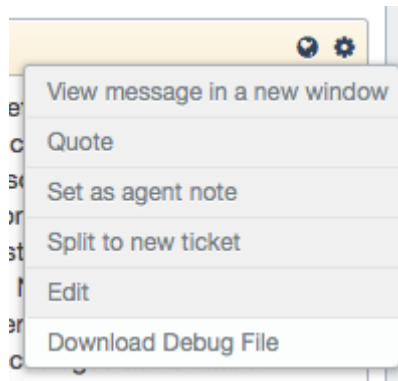 View message in a new window
Quote
Set as agent note
Split to new ticket
Edit
Download Debug File